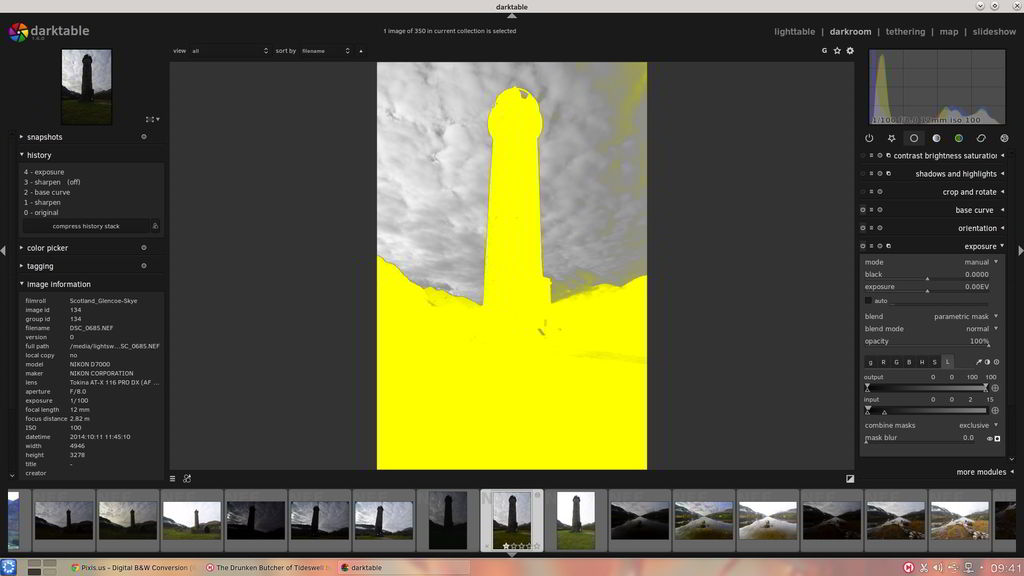 darktable
darktable
1.6.0
1 image of 350 in current collection is selected
lighttable | darkroom | tethering | map | slideshow
view all sort by filename
G
1/100 f/8.0 12mm iso 100
snapshots
history
4 - exposure
3 - sharpen (off)
2 - base curve
1 - sharpen
0 - original
compress history stack
color picker
tagging
image information
filmroll Scotland_Glencoe-Skye
image id 134
group id 134
filename DSC_0685.NEF
version 0
full path /media/lightsw...SC_0685.NEF
local copy no
model NIKON D7000
maker NIKON CORPORATION
lens Tokina AT-X 116 PRO DX (AF ...
aperture F/8.0
exposure 1/100
focal length 12 mm
focus distance 2.82 m
ISO 100
datetime 2014:10:11 11:45:10
width 4946
height 3278
title -
creator
contrast brightness saturation
shadows and highlights
crop and rotate
base curve
orientation
exposure
mode manual
black 0.0000
exposure 0.00EV
auto
blend parametric mask
blend mode normal
opacity 100%
g R G B H S L
output 0 0 100 100
input 0 0 2 15
combine masks exclusive
mask blur 0.0
more modules
Pixls.us - Digital B&W Conversion (
The Drunken Butcher of Tideswell
darktable
09:41